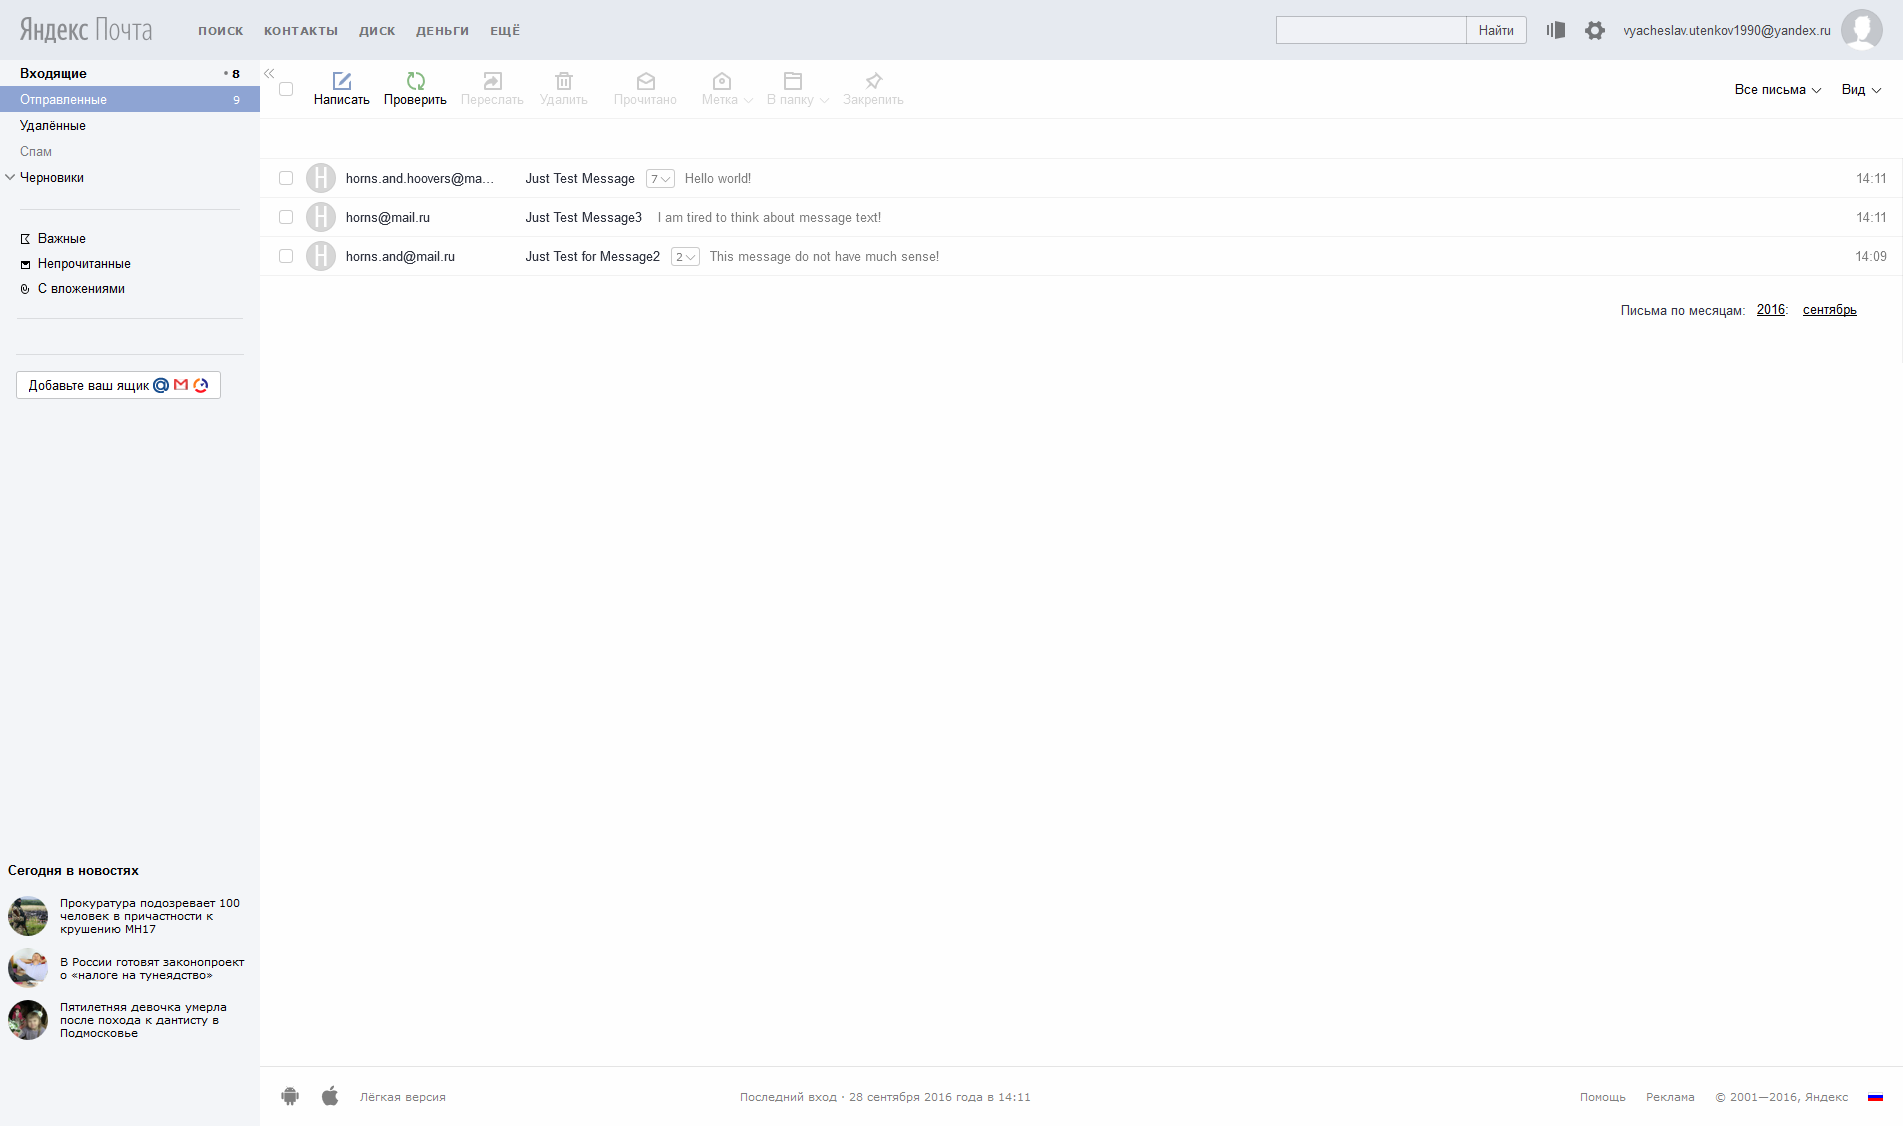 Яндекс Почта
ПОИСК КОНТАКТЫ ДИСК ДЕНЬГИ ЕЩЁ
Найти
vyacheslav.utenkov1990@yandex.ru
Входящие • 8
Отправленные 9
Удалённые
Спам
Черновики
Важные
Непрочитанные
С вложениями
Добавьте ваш ящик
Сегодня в новостях
Прокуратура подозревает 100
человек в причастности к
крушению MH17
В России готовят законопроект
о «налоге на тунеядство»
Пятилетняя девочка умерла
после похода к дантисту в
Подмосковье
Написать Проверить Переслать Удалить Прочитано Метка В папку Закрепить
Все письма Вид
H horns.and.hoovers@ma... Just Test Message 7 Hello world! 14:11
H horns@mail.ru Just Test Message3 I am tired to think about message text! 14:11
H horns.and@mail.ru Just Test for Message2 2 This message do not have much sense! 14:09
Письма по месяцам: 2016: сентябрь
Лёгкая версия
Последний вход · 28 сентября 2016 года в 14:11
Помощь Реклама © 2001—2016, Яндекс